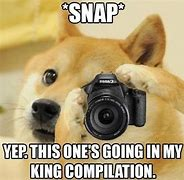 *SNAP*
YEP. THIS ONE'S GOING IN MY
KING COMPILATION.